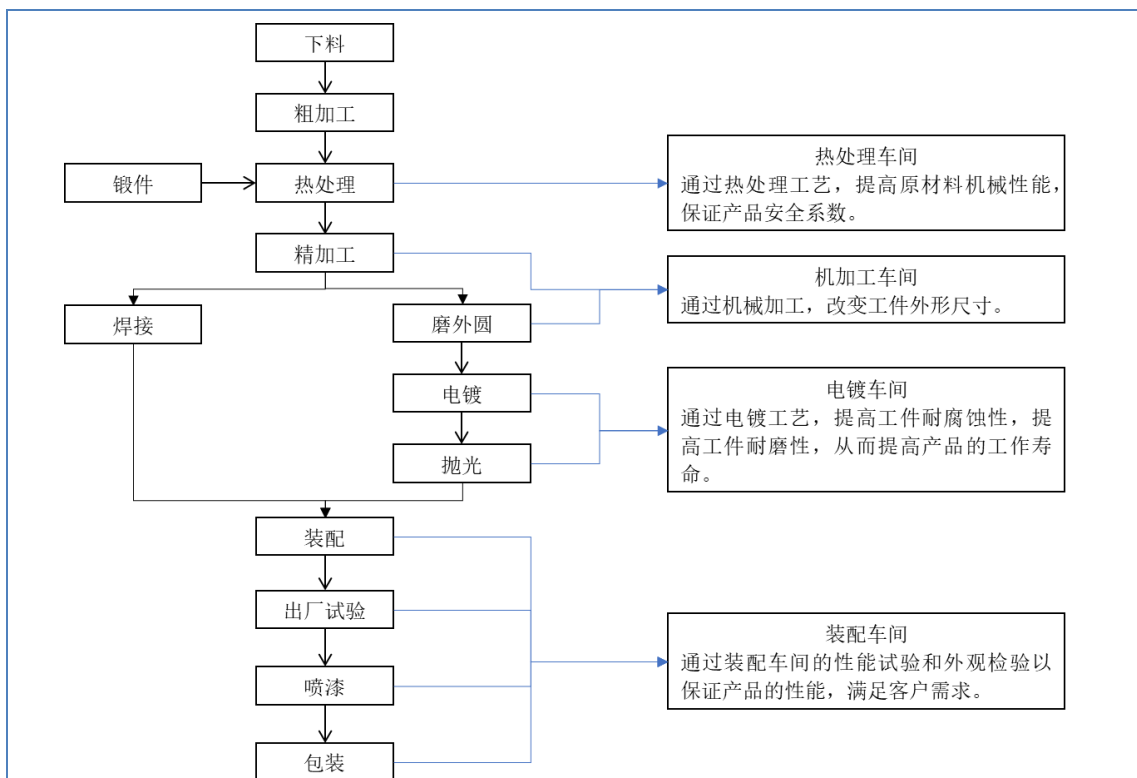 下料
粗加工
锻件
热处理
热处理车间
通过热处理工艺，提高原材料机械性能，
保证产品安全系数。
精加工
机加工车间
通过机械加工，改变工件外形尺寸。
焊接
磨外圆
电镀
电镀车间
通过电镀工艺，提高工件耐腐蚀性，提
高工件耐磨性，从而提高产品的工作寿
命。
抛光
装配
出厂试验
装配车间
通过装配车间的性能试验和外观检验以
保证产品的性能，满足客户需求。
喷漆
包装